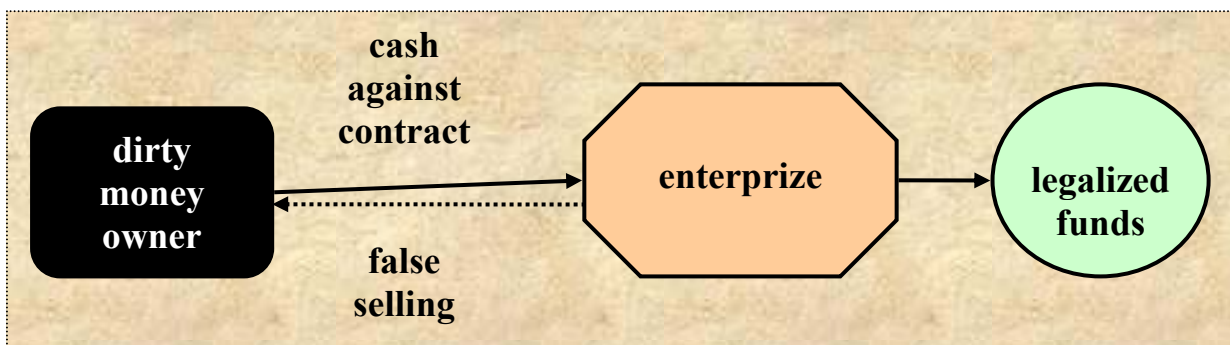 cash
against
contract
dirty
money
owner
enterprize
legalized
funds
false
selling